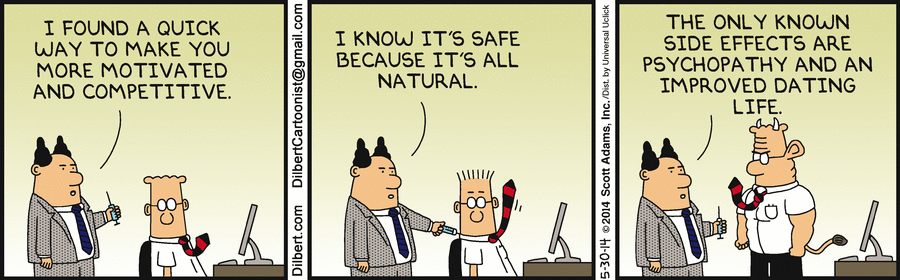 I FOUND A QUICK
WAY TO MAKE YOU
MORE MOTIVATED
AND COMPETITIVE.
Dilbert.com DilbertCartoonist@gmail.com
I KNOW IT'S SAFE
BECAUSE IT'S ALL
NATURAL.
5-30-14 ©2014 Scott Adams, Inc. /Dist. by Universal Uclick
THE ONLY KNOWN
SIDE EFFECTS ARE
PSYCHOPATHY AND AN
IMPROVED DATING
LIFE.